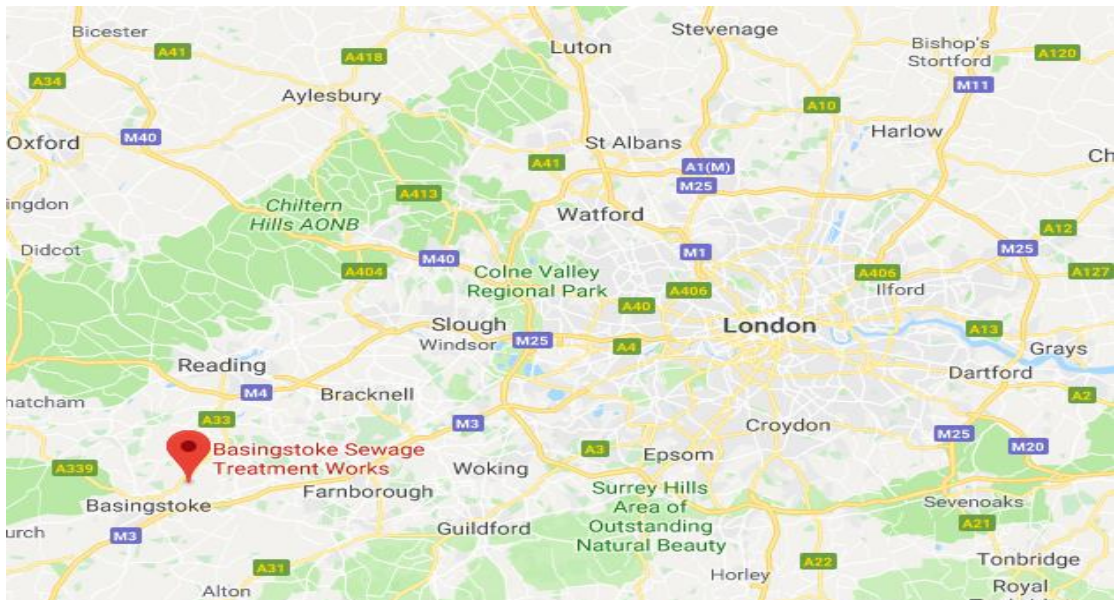 Bicester
A41
A418
Luton
Stevenage
Bishop's
Stortford
A120
A34
Aylesbury
A10
M11
Oxford
M40
St Albans
Harlow
A41
A1(M)
M25
Ch
ingdon
Chiltern
Hills AONB
A413
Watford
A12
Didcot
M40
M1
M25
A404
Colne Valley
Regional Park
A406
A406
A127
Ilford
A40
Slough
Windsor
M25
A4
London
A13
Grays
Reading
Dartford
M4
Bracknell
A2
hatcham
A33
M3
Croydon
M25
M20
Basingstoke Sewage
Treatment Works
A3
Epsom
A339
Woking
Basingstoke
Farnborough
Surrey Hills
Area of
Outstanding
Natural Beauty
Sevenoaks
urch
M3
Guildford
A21
Tonbridge
A31
Horley
A22
Alton
Royal